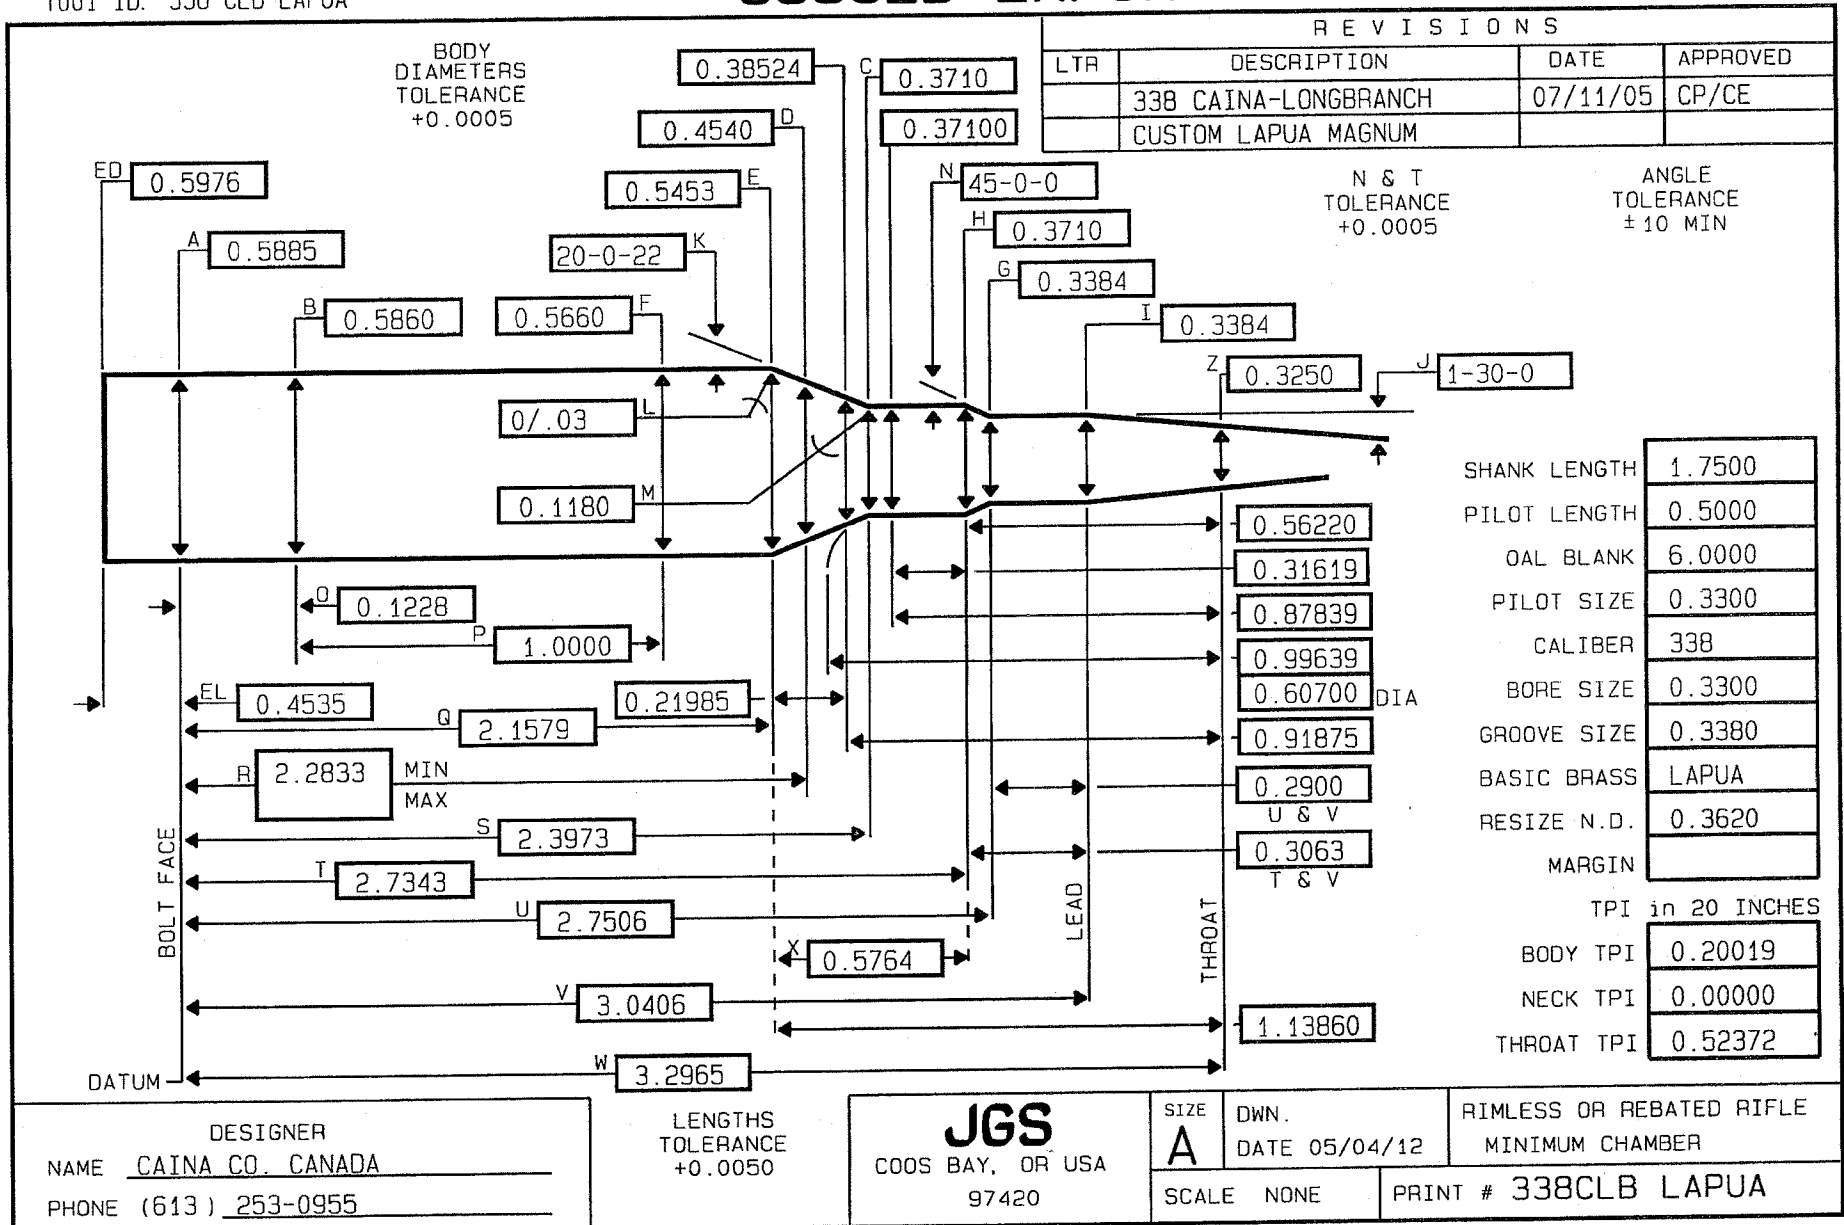 TOOT ID. 338 CLB LAPUA
REVISIONS
LTR DESCRIPTION DATE APPROVED
338 CAINA-LONGBRANCH 07/11/05 CP/CE
CUSTOM LAPUA MAGNUM
BODY
DIAMETERS
TOLERANCE
+0.0005
0.38524
C 0.3710
0.4540 D
0.37100
ED 0.5976
0.5453 E
N 45-0-0
N & T
TOLERANCE
+0.0005
ANGLE
TOLERANCE
±10 MIN
A 0.5885
20-0-22 K
H 0.3710
G 0.3384
B 0.5860
0.5660 F
I 0.3384
Z 0.3250
J 1-30-0
0/.03 L
0.1180 M
0.56220
0.31619
O 0.1228
0.87839
P 1.0000
0.99639
EL 0.4535
0.21985
0.60700 DIA
Q 2.1579
0.91875
R 2.2833 MIN
MAX
0.2900
U & V
S 2.3973
0.3063
T & V
T 2.7343
U 2.7506
X 0.5764
V 3.0406
1.13860
W 3.2965
BOLT FACE
LEAD
THROAT
DATUM
SHANK LENGTH 1.7500
PILOT LENGTH 0.5000
OAL BLANK 6.0000
PILOT SIZE 0.3300
CALIBER 338
BORE SIZE 0.3300
GROOVE SIZE 0.3380
BASIC BRASS LAPUA
RESIZE N.D. 0.3620
MARGIN
TPI in 20 INCHES
BODY TPI 0.20019
NECK TPI 0.00000
THROAT TPI 0.52372
DESIGNER
NAME CAINA CO. CANADA
PHONE (613) 253-0955
LENGTHS
TOLERANCE
+0.0050
JGS
COOS BAY, OR USA
97420
SIZE
A
DWN.
DATE 05/04/12
RIMLESS OR REBATED RIFLE
MINIMUM CHAMBER
SCALE NONE
PRINT # 338CLB LAPUA